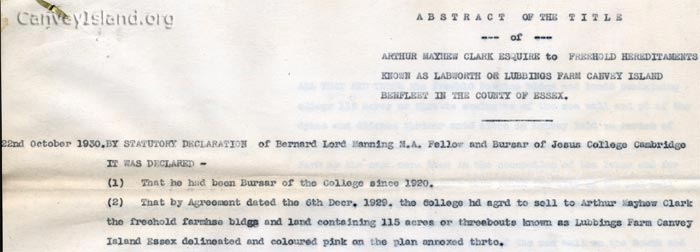 CanveyIsland.org
ABSTRACT OF THE TITLE
--- of ---
ARTHUR MAYHEW CLARK ESQUIRE to FREEHOLD HEREDITAMENTS
KNOWN AS LABWORTH OR LUBBINGS FARM CANVEY ISLAND
BENFLEET IN THE COUNTY OF ESSEX.
22nd October 1930. BY STATUTORY DECLARATION of Bernard Lord Manning M.A. Fellow and Bursar of Jesus College Cambridge
IT WAS DECLARED -
(1) That he had been Bursar of the College since 1920.
(2) That by Agreement dated the 6th Decr. 1929. the College hd agrd to sell to Arthur Mayhew Clark
the freehold farmhse bldgs and land containing 115 acres or threebouts known as Lubbings Farm Canvey
Island Essex delineated and coloured pink on the plan annexed thrto.